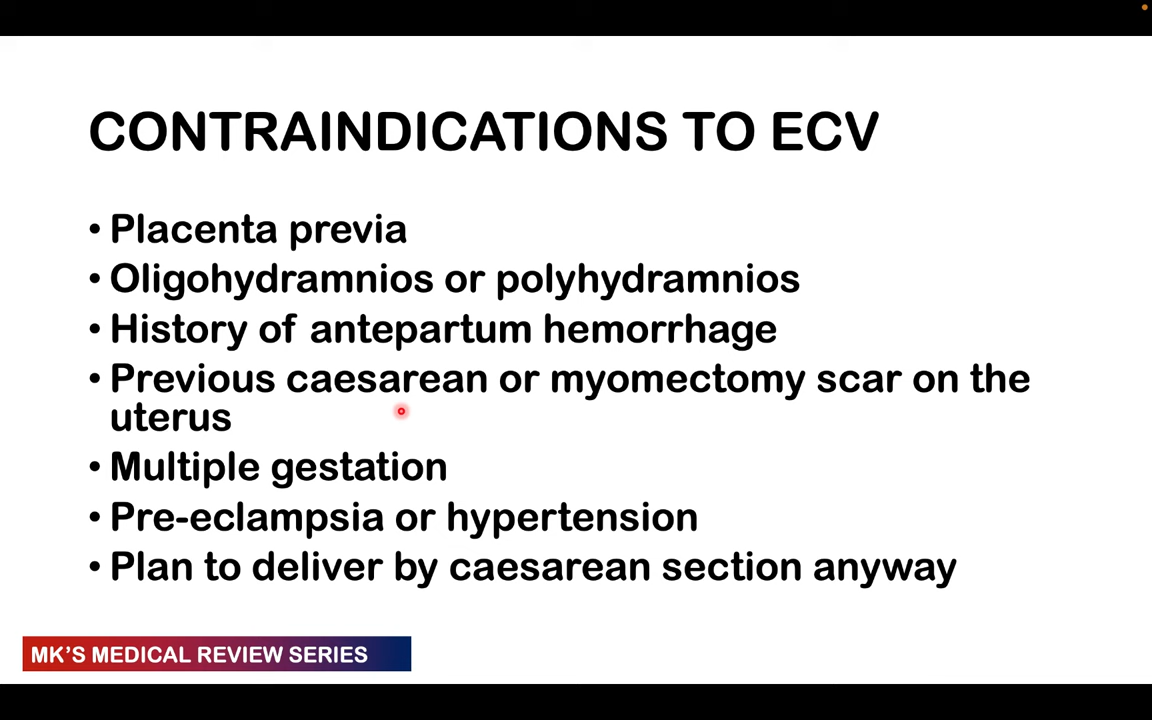 CONTRAINDICATIONS TO ECV
• Placenta previa
• Oligohydramnios or polyhydramnios
• History of antepartum hemorrhage
• Previous caesarean or myomectomy scar on the
uterus
• Multiple gestation
• Pre-eclampsia or hypertension
• Plan to deliver by caesarean section anyway
MK'S MEDICAL REVIEW SERIES